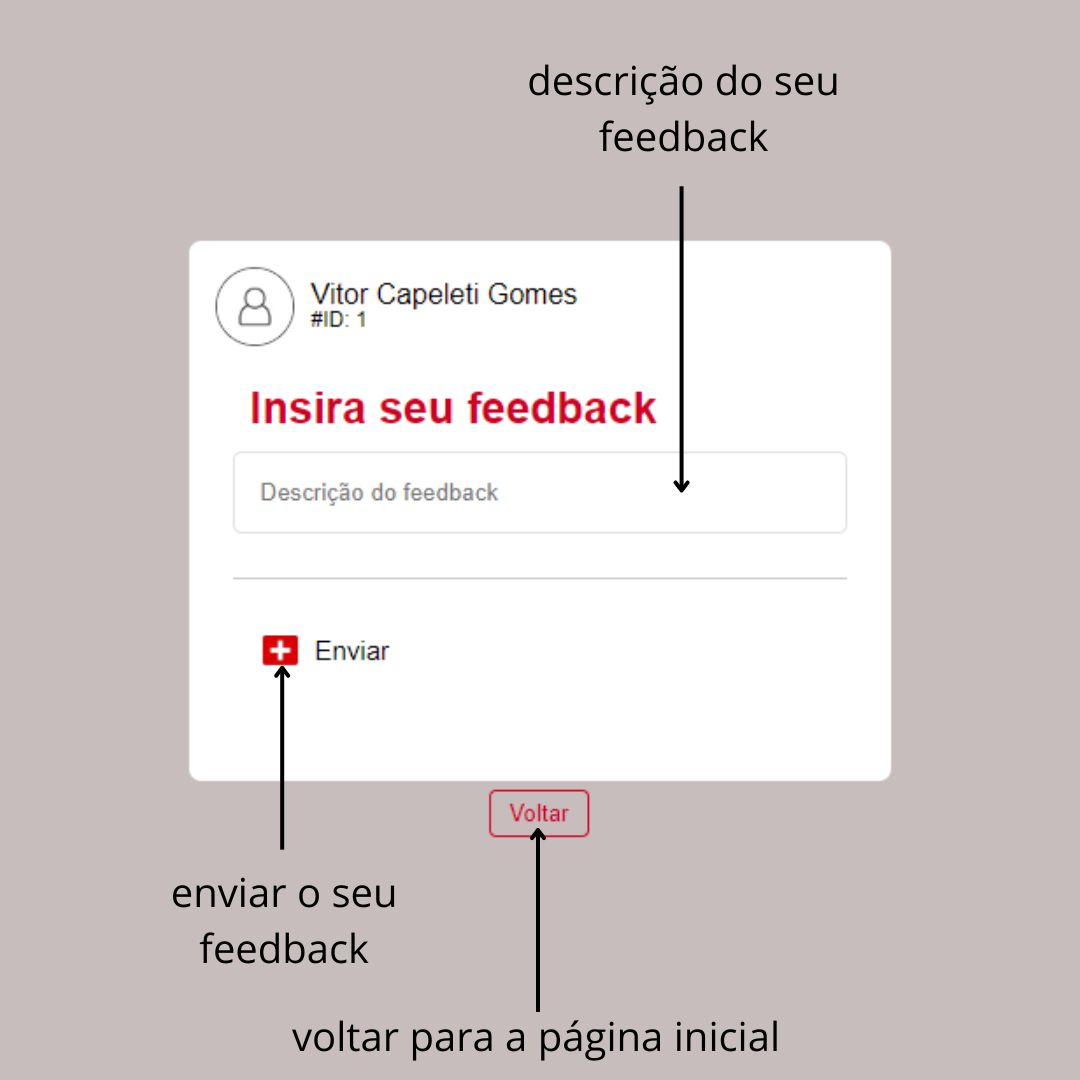 descrição do seu
feedback
Vitor Capeleti Gomes
#ID: 1
Insira seu feedback
Descrição do feedback
Enviar
Voltar
enviar o seu
feedback
voltar para a página inicial